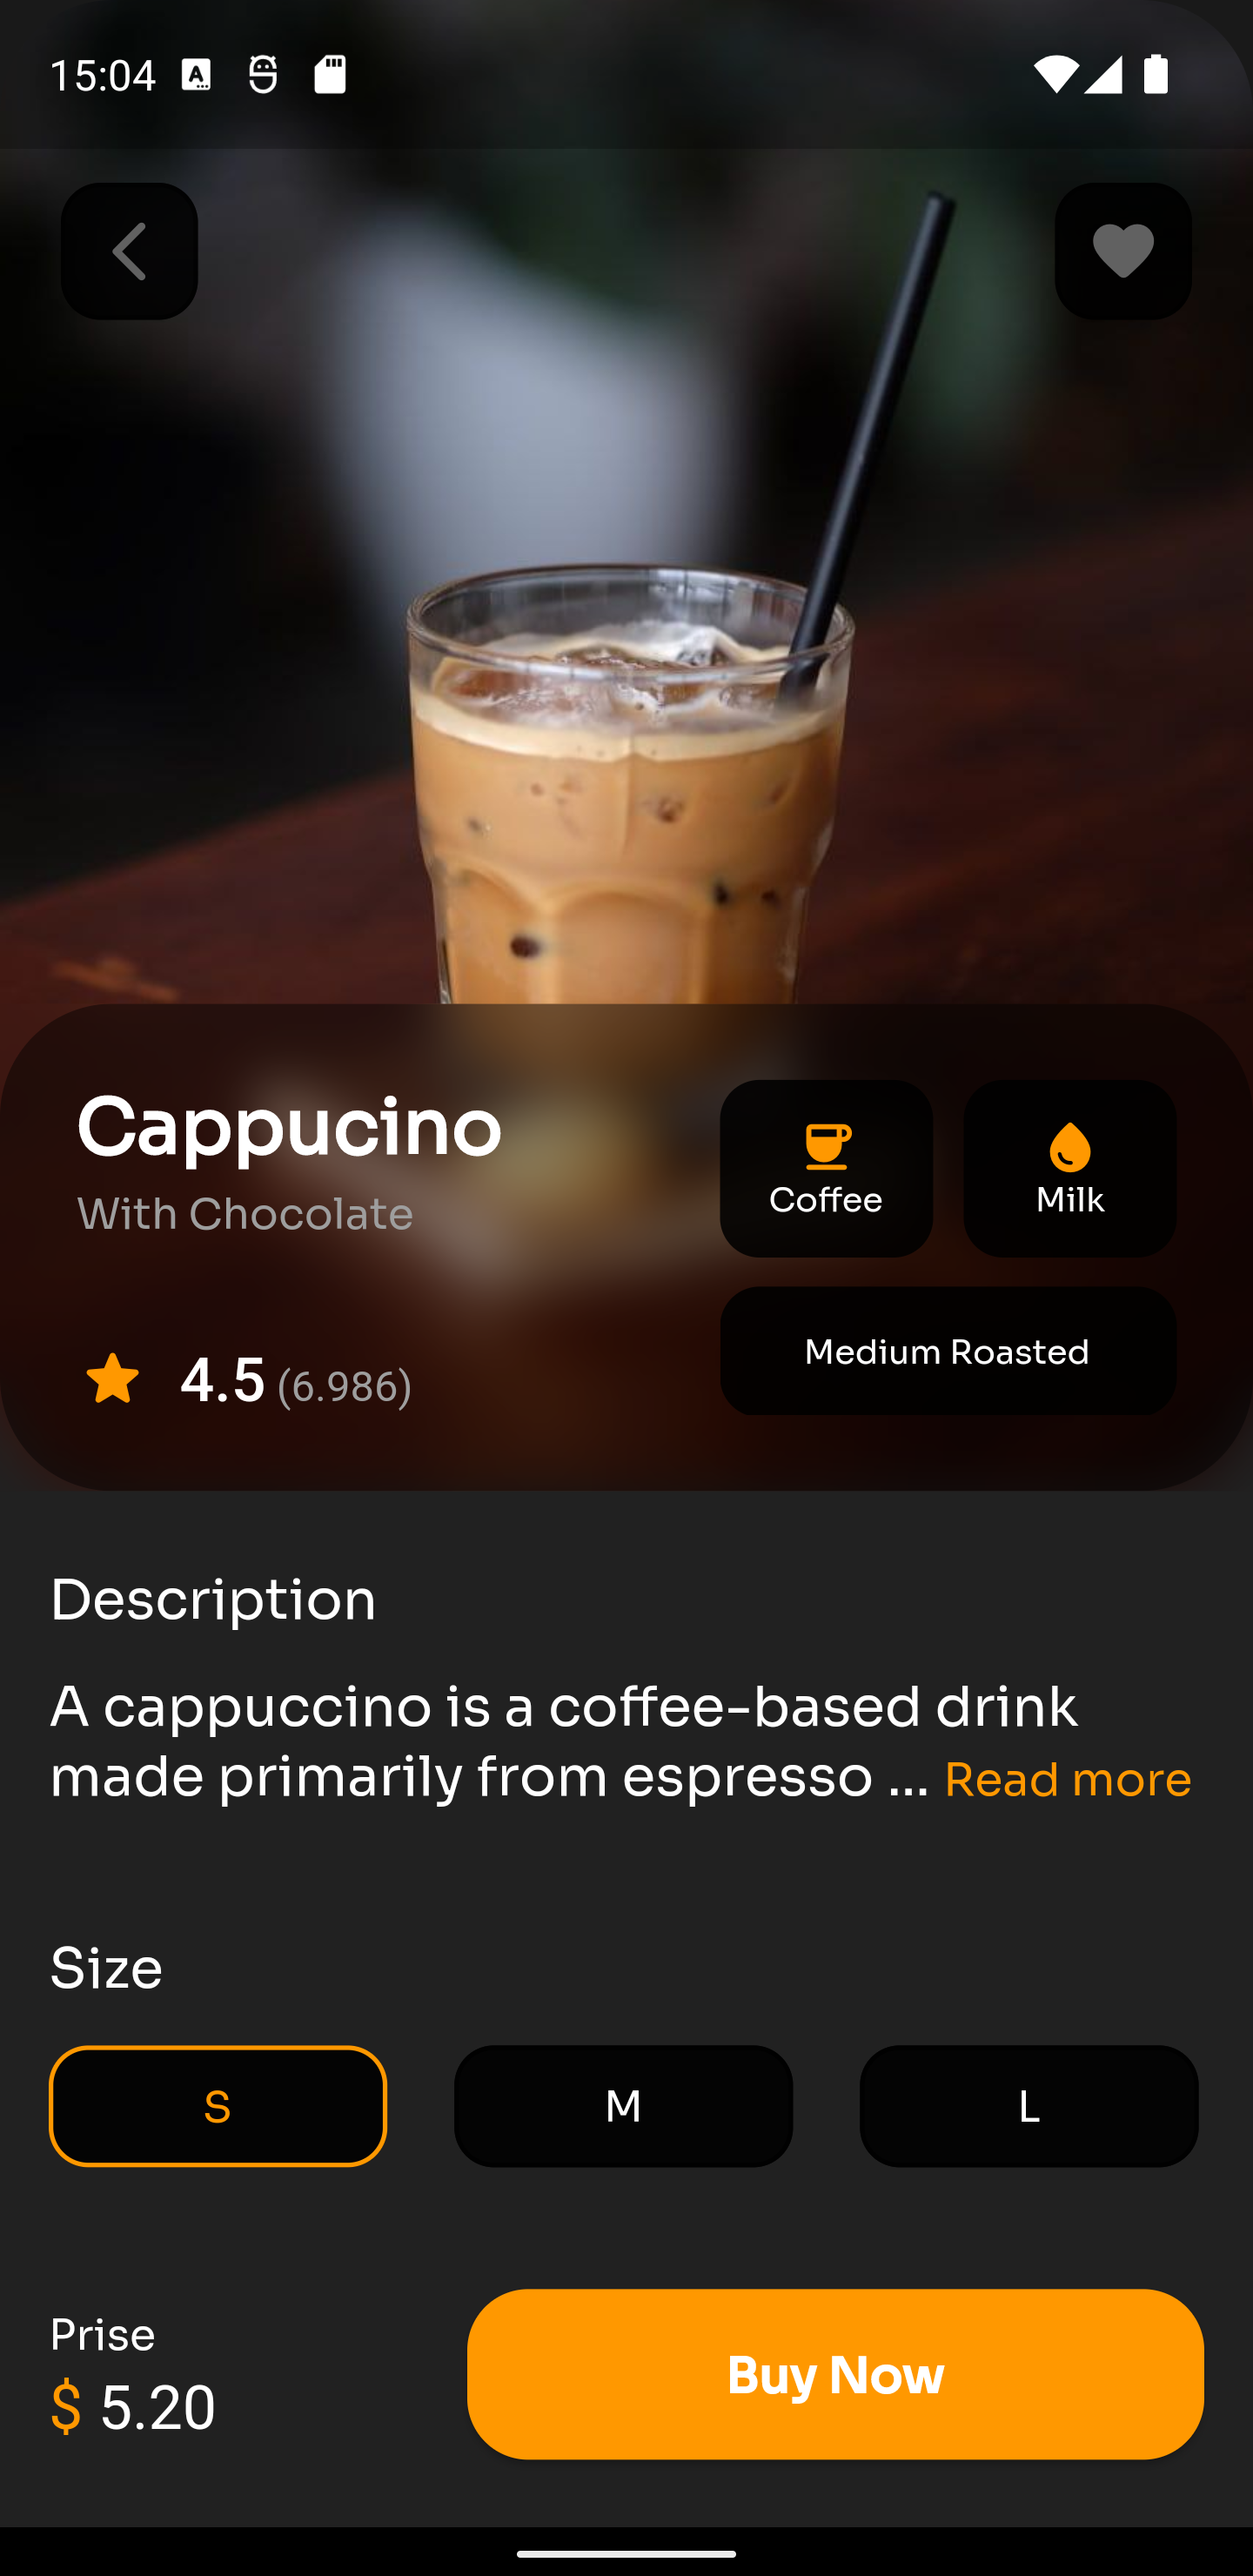 15:04
Cappucino
With Chocolate
Coffee
Milk
4.5 (6.986)
Medium Roasted
Description
A cappuccino is a coffee-based drink
made primarily from espresso ... Read more
Size
S
M
L
Prise
$ 5.20
Buy Now